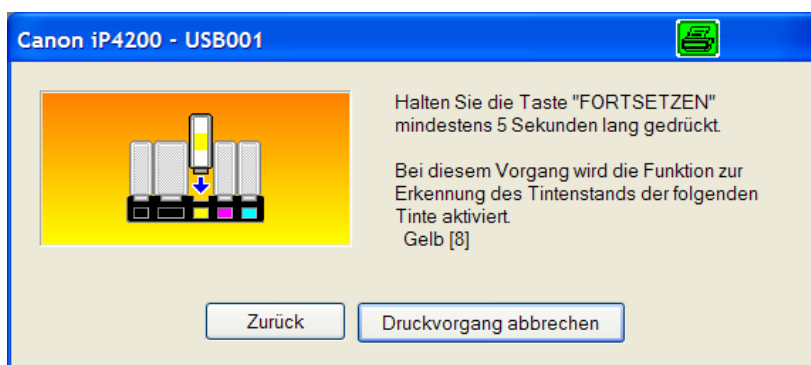 Canon iP4200 - USB001
Halten Sie die Taste "FORTSETZEN"
mindestens 5 Sekunden lang gedrückt.
Bei diesem Vorgang wird die Funktion zur
Erkennung des Tintenstands der folgenden
Tinte aktiviert.
Gelb [8]
Zurück
Druckvorgang abbrechen